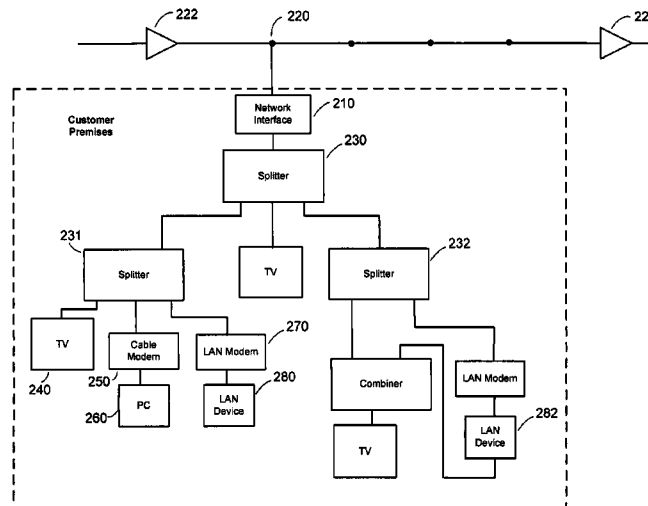 222
220
22
Network
Interface
210
Customer
Premises
230
Splitter
231
Splitter
TV
232
Splitter
TV
240
Cable
Modem
250
PC
260
LAN Modem
270
LAN
Device
280
Combiner
TV
LAN Modem
LAN
Device
282